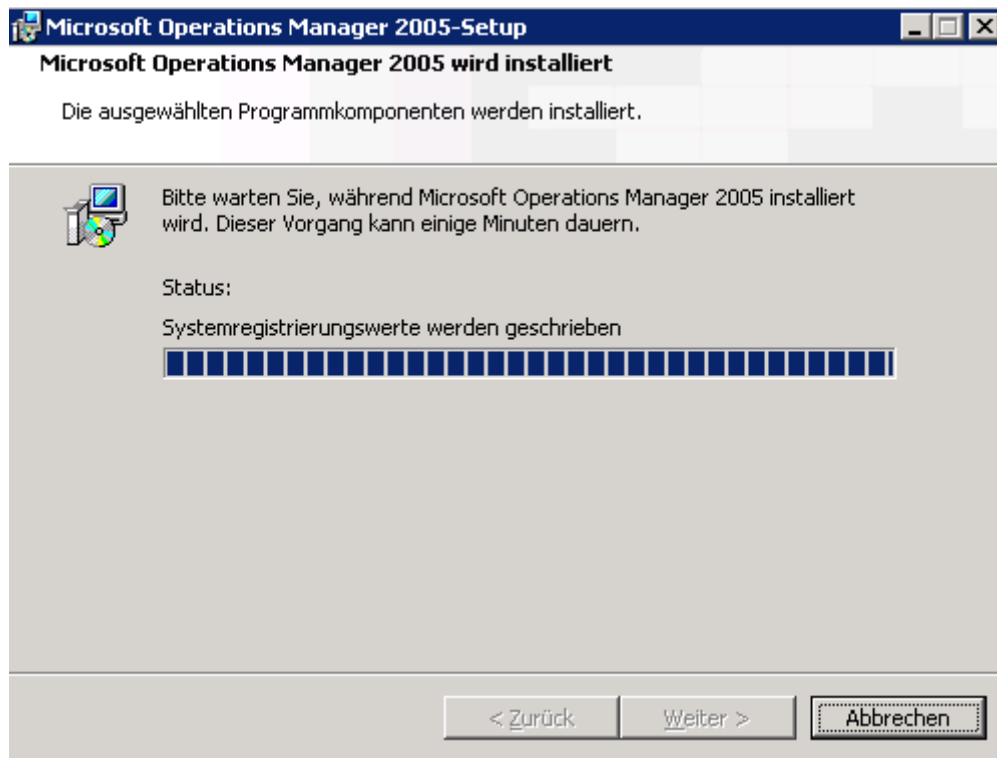 Microsoft Operations Manager 2005-Setup
Microsoft Operations Manager 2005 wird installiert
Die ausgewählten Programmkomponenten werden installiert.
Bitte warten Sie, während Microsoft Operations Manager 2005 installiert
wird. Dieser Vorgang kann einige Minuten dauern.
Status:
Systemregistrierungswerte werden geschrieben
< Zurück Weiter > Abbrechen